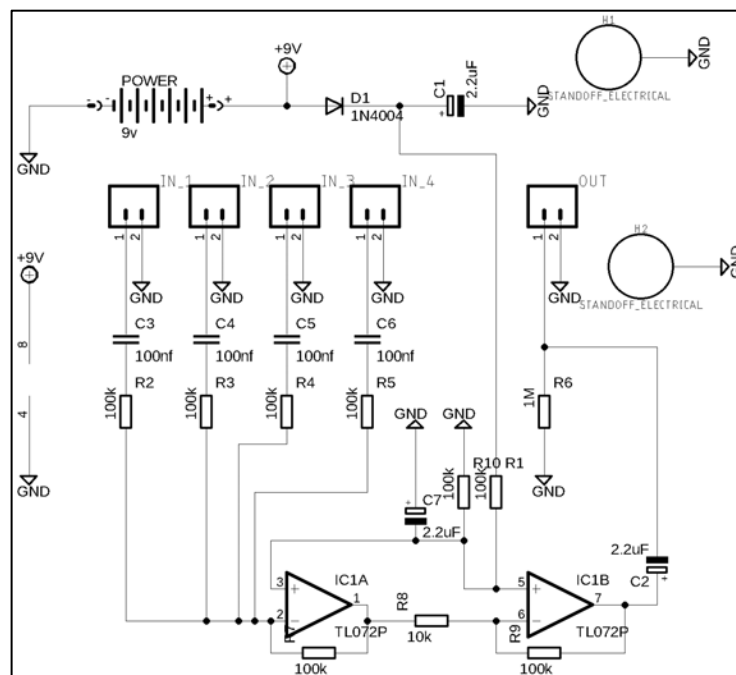 H1
+9V
GND
STANDOFF_ELECTRICAL
POWER
- - + +
9v
D1
1N4004
C1
+
2.2uF
GND
GND
IN_1
IN_2
IN_3
IN_4
OUT
1 2
1 2
1 2
1 2
1 2
H2
GND
STANDOFF_ELECTRICAL
+9V
GND
GND
GND
GND
GND
8
4
GND
C3
100nf
C4
100nf
C5
100nf
C6
100nf
100k
R2
100k
R3
100k
R4
100k
R5
1M
R6
GND
GND
GND
+
C7
2.2uF
100k
R10
100k
R1
2.2uF
C2
+
3
+
2
-
1
IC1A
TL072P
R7
100k
R8
10k
5
+
6
-
7
IC1B
TL072P
R9
100k